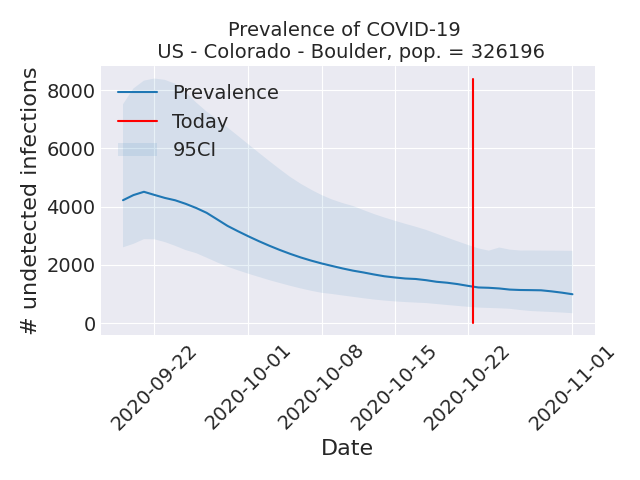 Prevalence of COVID-19
US - Colorado - Boulder, pop. = 326196
# undetected infections
8000
6000
4000
2000
0
Prevalence
Today
95CI
2020-09-22
2020-10-01
2020-10-08
2020-10-15
2020-10-22
2020-11-01
Date